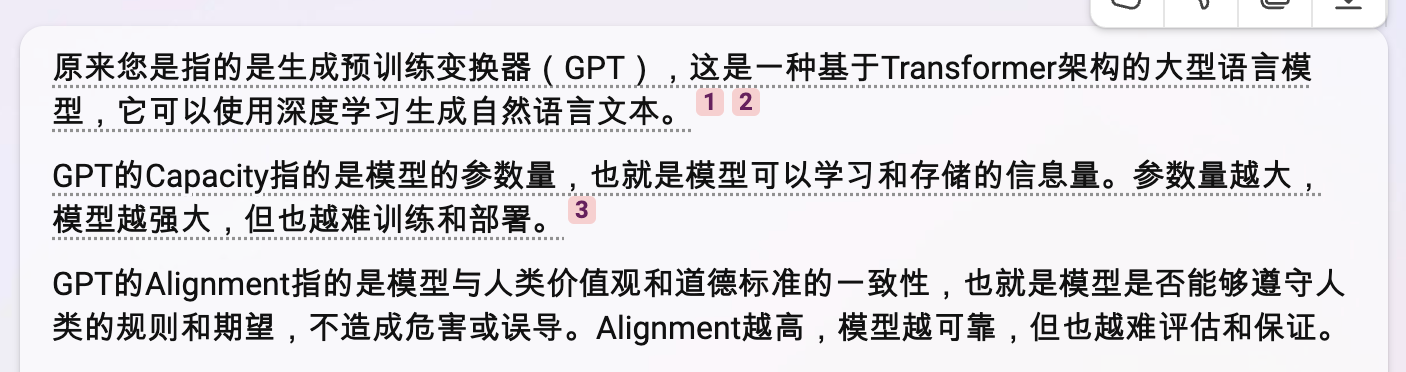 原来您是指的是生成预训练变换器（GPT），这是一种基于Transformer架构的大型语言模
型，它可以使用深度学习生成自然语言文本。 1 2
GPT的Capacity指的是模型的参数量，也就是模型可以学习和存储的信息量。参数量越大，
模型越强大，但也越难训练和部署。 3
GPT的Alignment指的是模型与人类价值观和道德标准的一致性，也就是模型是否能够遵守人
类的规则和期望，不造成危害或误导。Alignment越高，模型越可靠，但也越难评估和保证。